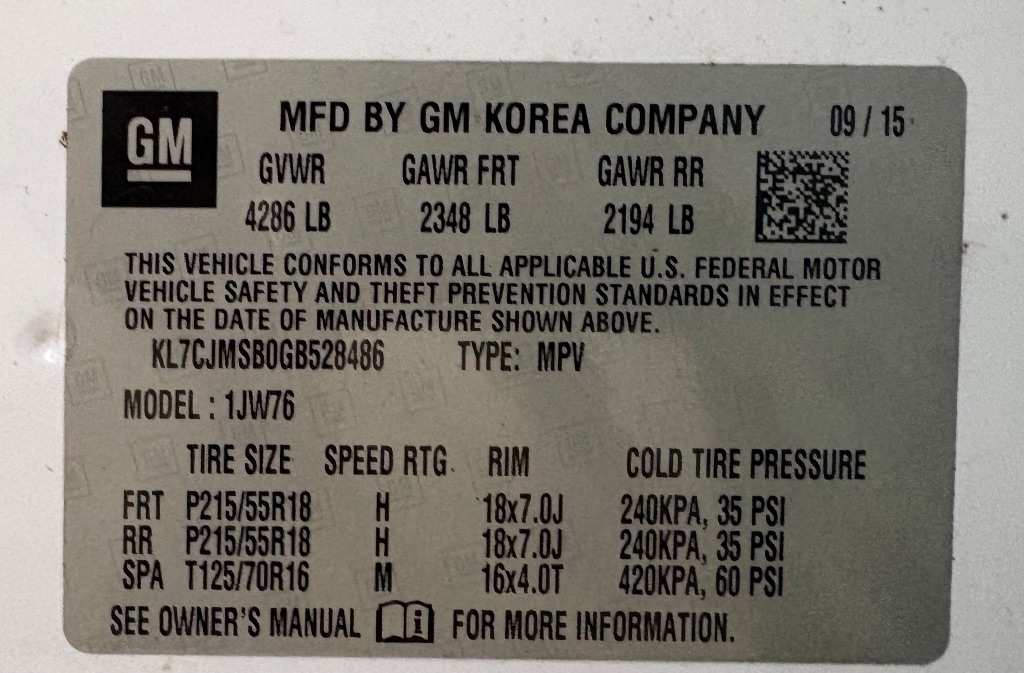 GM
MFD BY GM KOREA COMPANY 09 / 15
GVWR GAWR FRT GAWR RR
4286 LB 2348 LB 2194 LB
THIS VEHICLE CONFORMS TO ALL APPLICABLE U.S. FEDERAL MOTOR
VEHICLE SAFETY AND THEFT PREVENTION STANDARDS IN EFFECT
ON THE DATE OF MANUFACTURE SHOWN ABOVE.
KL7CJMSB0GB528486 TYPE: MPV
MODEL : 1JW76
TIRE SIZE SPEED RTG RIM COLD TIRE PRESSURE
FRT P215/55R18 H 18x7.0J 240KPA, 35 PSI
RR P215/55R18 H 18x7.0J 240KPA, 35 PSI
SPA T125/70R16 M 16x4.0T 420KPA, 60 PSI
SEE OWNER'S MANUAL i FOR MORE INFORMATION.